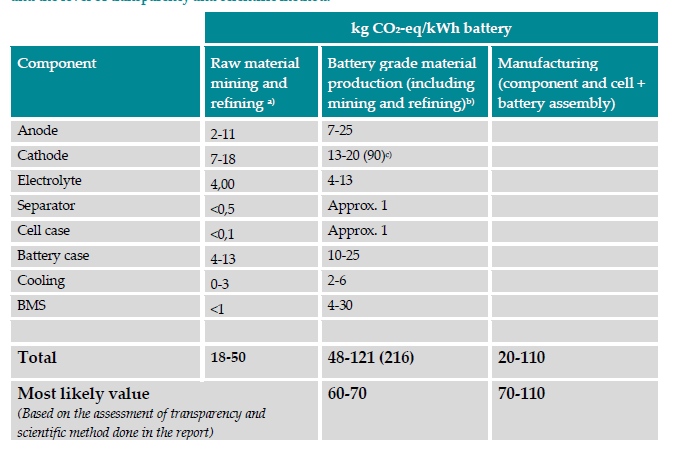 kg CO₂-eq/kWh battery
Component
Raw material mining and refining a)
Battery grade material production (including mining and refining)b)
Manufacturing (component and cell + battery assembly)
Anode 2-11 7-25
Cathode 7-18 13-20 (90)c)
Electrolyte 4,00 4-13
Separator <0,5 Approx. 1
Cell case <0,1 Approx. 1
Battery case 4-13 10-25
Cooling 0-3 2-6
BMS <1 4-30
Total 18-50 48-121 (216) 20-110
Most likely value 60-70 70-110
(Based on the assessment of transparency and
scientific method done in the report)